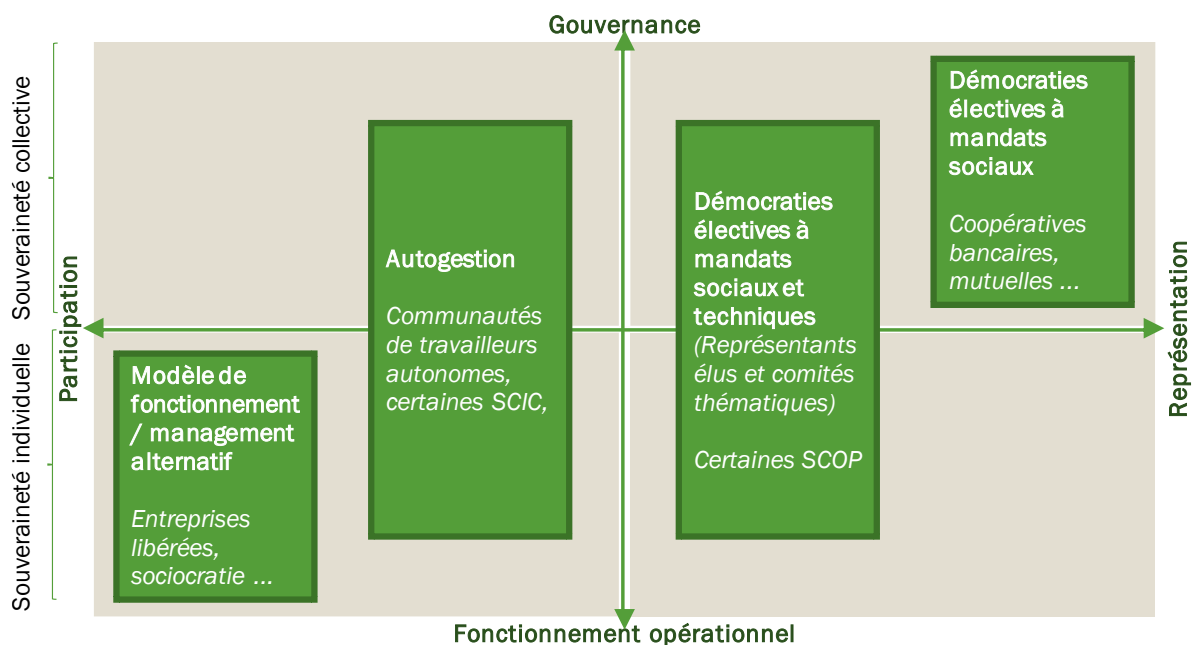 Gouvernance
Souveraineté collective
Souveraineté individuelle
Participation
Modèle de
fonctionnement
/ management
alternatif
Entreprises
libérées,
sociocratie ...
Autogestion
Communautés
de travailleurs
autonomes,
certaines SCIC,
Démocraties
électives à
mandats
sociaux et
techniques
(Représentants
élus et comités
thématiques)
Certaines SCOP
Démocraties
électives à
mandats
sociaux
Coopératives
bancaires,
mutuelles ...
Représentation
Fonctionnement opérationnel